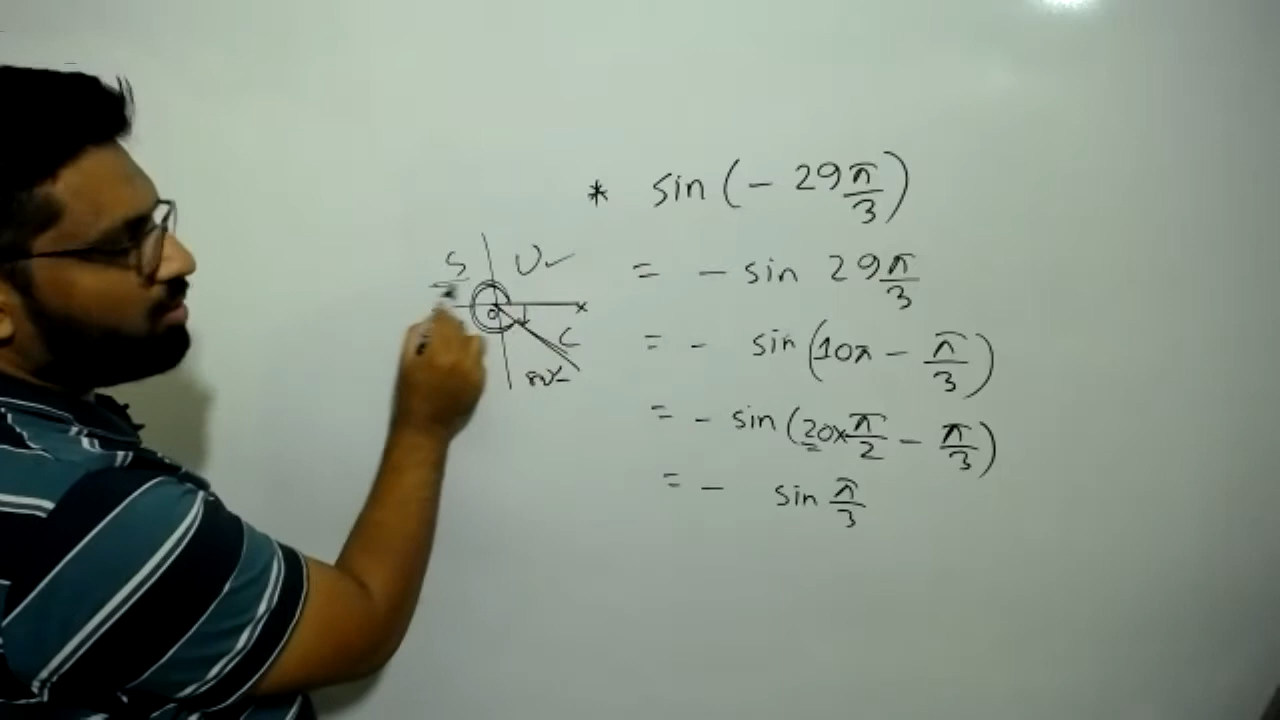 * sin(- 29π/3)
= - sin 29π/3
= - sin(10π - π/3)
= - sin(20×π/2 - π/3)
= - sin π/3
S
O
x
C